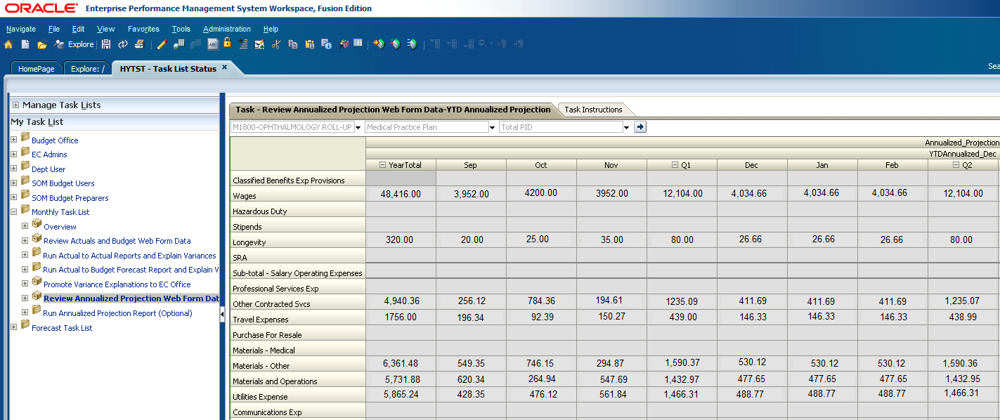 ORACLE® Enterprise Performance Management System Workspace, Fusion Edition
Navigate File Edit View Favorites Tools Administration Help
Explore
HomePage Explore: / HYTST - Task List Status × Sea
Manage Task Lists
My Task List
Budget Office
EC Admins
Dept User
SOM Budget Users
SOM Budget Preparers
Monthly Task List
Overview
Review Actuals and Budget Web Form Data
Run Actual to Actual Reports and Explain Variances
Run Actual to Budget Forecast Report and Explain V
Promote Variance Explanations to EC Office
Review Annualized Projection Web Form Dat
Run Annualized Projection Report (Optional)
Forecast Task List
Task - Review Annualized Projection Web Form Data-YTD Annualized Projection Task Instructions
M1800-OPHTHALMOLOGY ROLL-UP Medical Practice Plan Total PID
Annualized_Projection
YTDAnnualized_Dec
YearTotal Sep Oct Nov Q1 Dec Jan Feb Q2
Classified Benefits Exp Provisions
Wages 48,416.00 3,952.00 4200.00 3952.00 12,104.00 4,034.66 4,034.66 4,034.66 12,104.00
Hazardous Duty
Stipends
Longevity 320.00 20.00 25.00 35.00 80.00 26.66 26.66 26.66 80.00
SRA
Sub-total - Salary Operating Expenses
Professional Services Exp
Other Contracted Svcs 4,940.36 256.12 784.36 194.61 1235.09 411.69 411.69 411.69 1,235.07
Travel Expenses 1756.00 196.34 92.39 150.27 439.00 146.33 146.33 146.33 438.99
Purchase For Resale
Materials - Medical
Materials - Other 6,361.48 549.35 746.15 294.87 1,590.37 530.12 530.12 530.12 1,590.36
Materials and Operations 5,731.88 620.34 264.94 547.69 1,432.97 477.65 477.65 477.65 1,432.95
Utilities Expense 5,865.24 428.35 476.12 561.84 1,466.31 488.77 488.77 488.77 1,466.31
Communications Exp